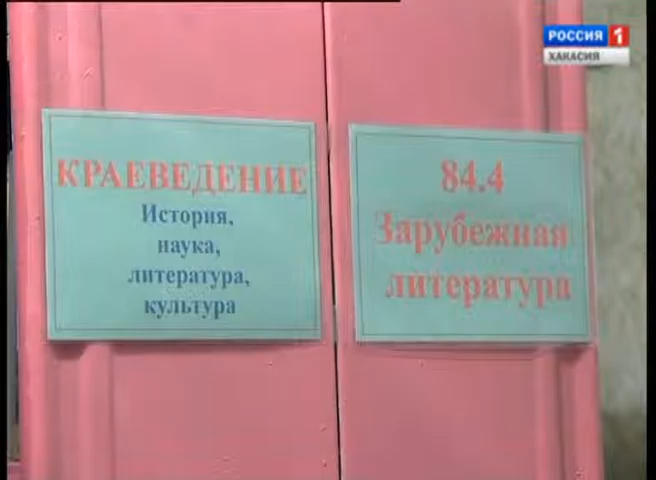 РОССИЯ 1
ХАКАСИЯ
КРАЕВЕДЕНИЕ
История,
наука,
литература,
культура
84.4
Зарубежная
литература